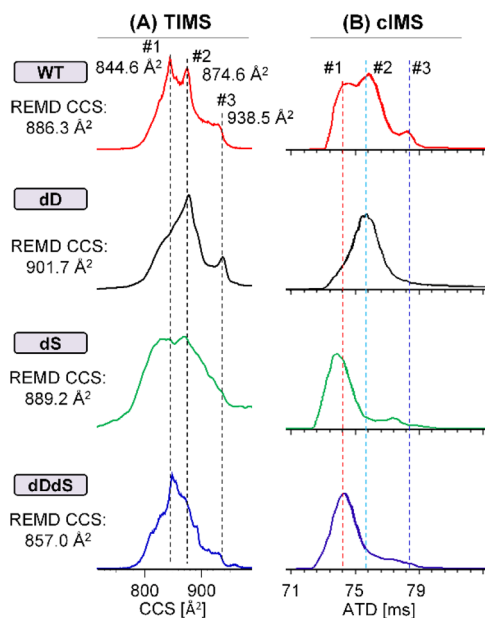 (A) TIMS
(B) cIMS
#1
844.6 Å²
#2
874.6 Å²
#3
938.5 Å²
#1
#2
#3
WT
REMD CCS:
886.3 Å²
dD
REMD CCS:
901.7 Å²
dS
REMD CCS:
889.2 Å²
dDdS
REMD CCS:
857.0 Å²
800 900
CCS [Å²]
71 75 79
ATD [ms]